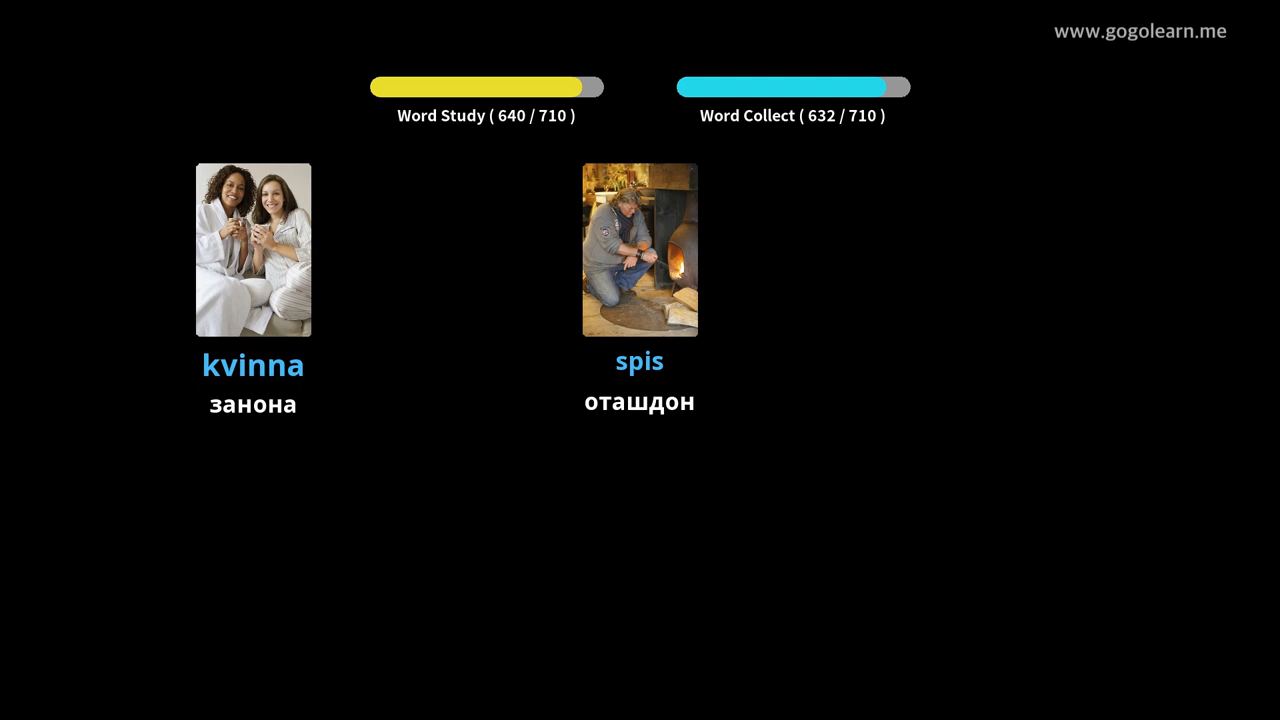 www.gogolearn.me
Word Study ( 640 / 710 )
Word Collect ( 632 / 710 )
kvinna
занона
spis
оташдон